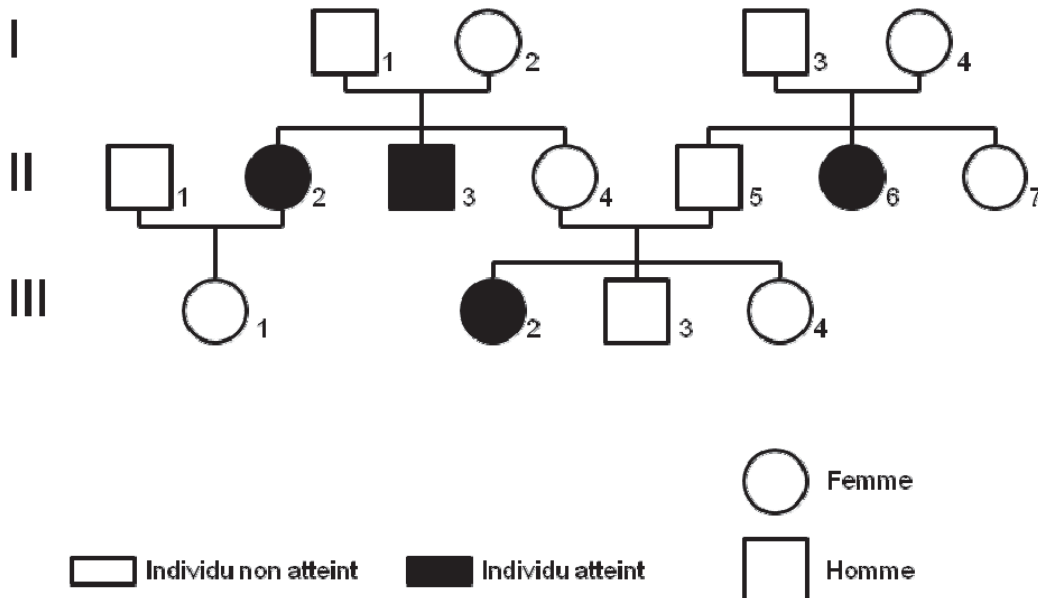 I
1 2 3 4
II
1 2 3 4 5 6 7
III
1 2 3 4
Femme
Individu non atteint Individu atteint Homme